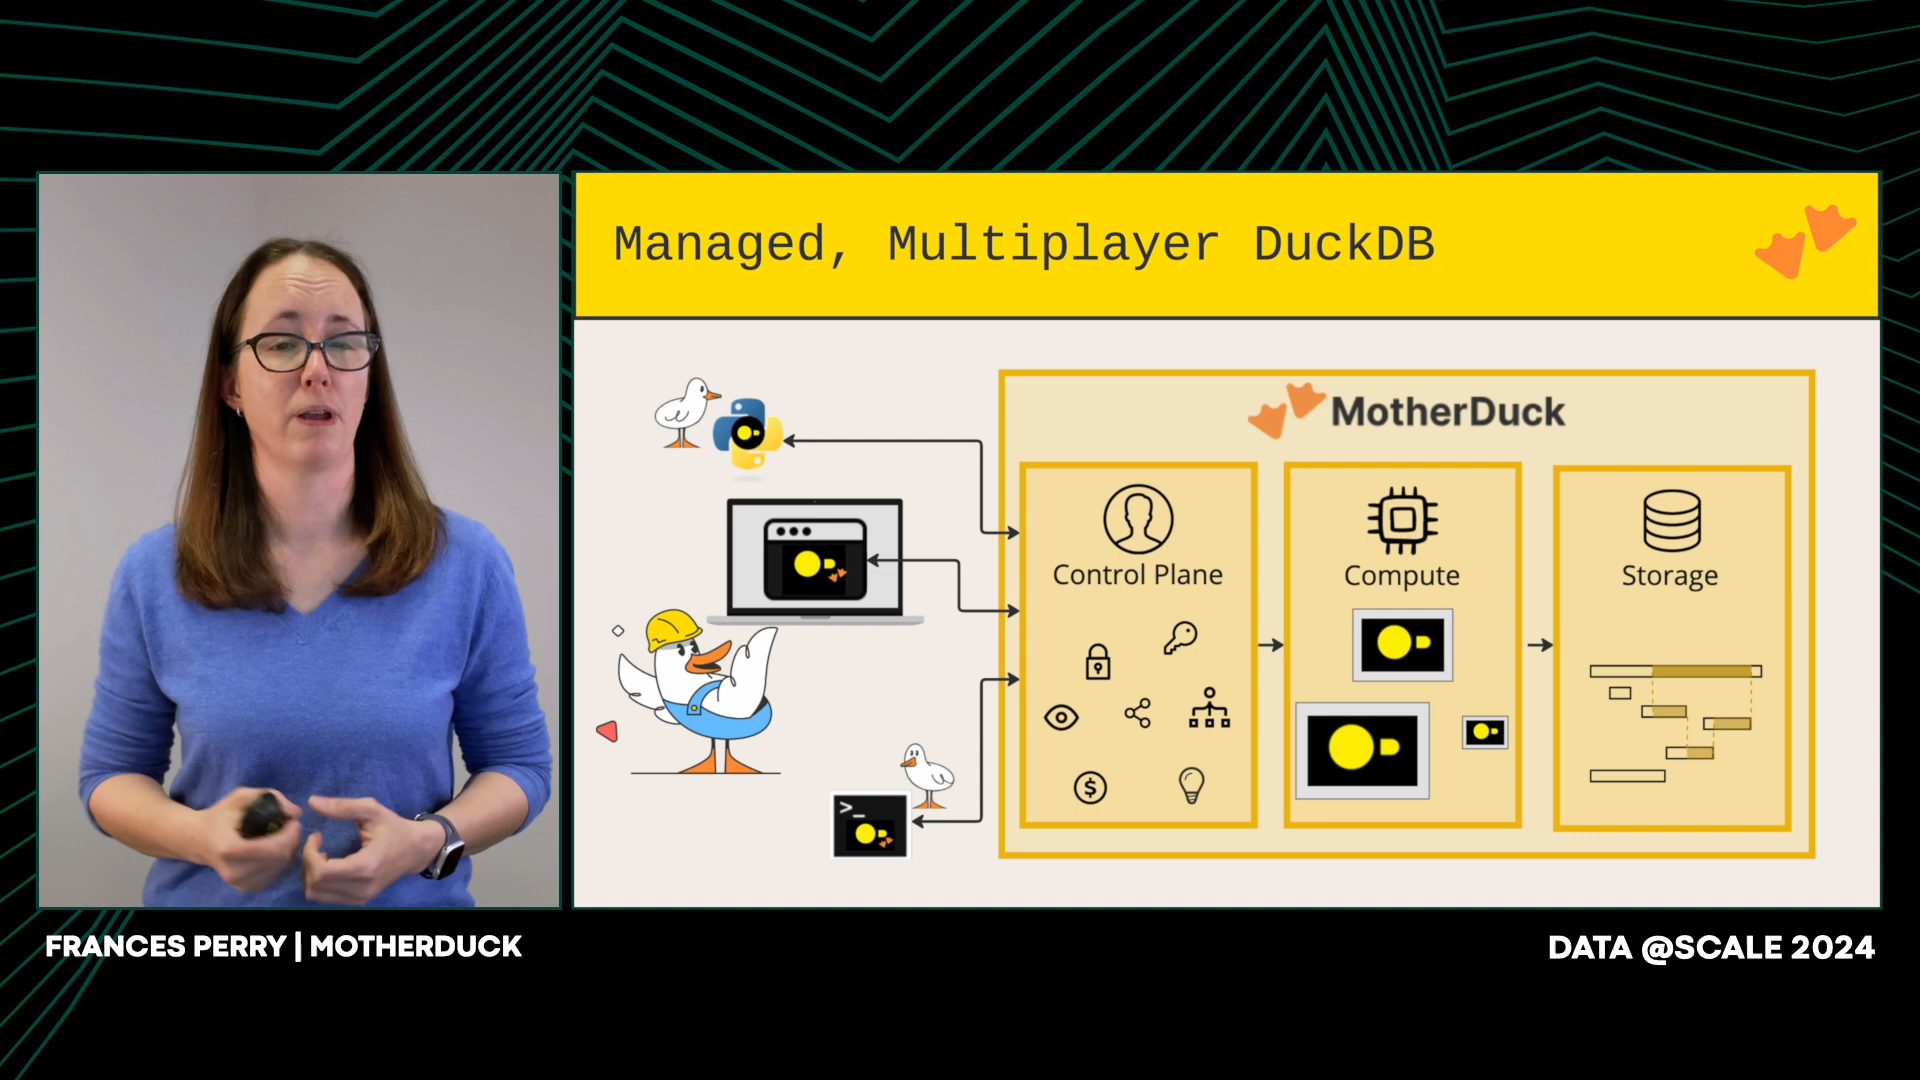 Managed, Multiplayer DuckDB
MotherDuck
Control Plane
Compute
Storage
$
>_
FRANCES PERRY | MOTHERDUCK
DATA @SCALE 2024